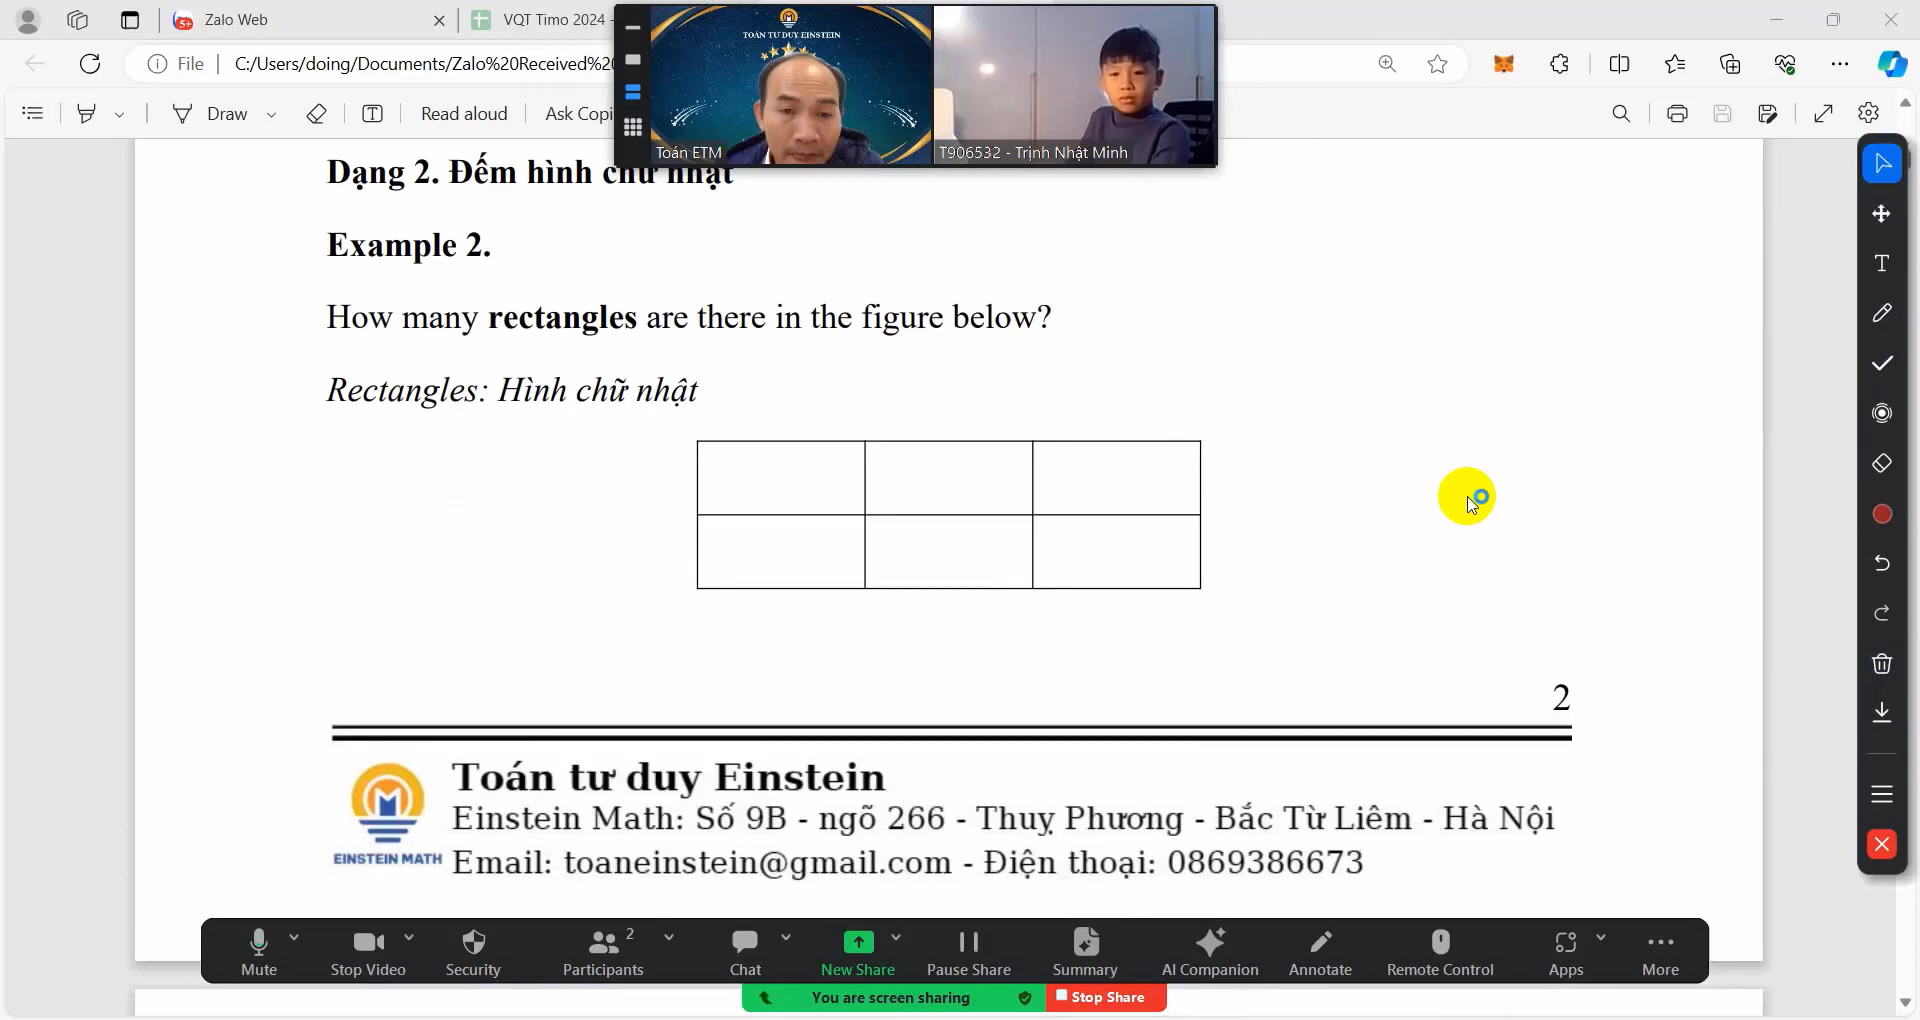 Zalo Web
VQT Timo 2024 -
File
C:/Users/doing/Documents/Zalo%20Received%20
Draw
Read aloud
Ask Copi
TOÁN TƯ DUY EINSTEIN
Toán ETM
T906532 - Trịnh Nhật Minh
Dạng 2. Đếm hình chữ nhật
Example 2.
How many rectangles are there in the figure below?
Rectangles: Hình chữ nhật
2
EINSTEIN MATH
Toán tư duy Einstein
Einstein Math: Số 9B - ngõ 266 - Thuỵ Phương - Bắc Từ Liêm - Hà Nội
Email: toaneinstein@gmail.com - Điện thoại: 0869386673
Mute
Stop Video
Security
2
Participants
Chat
New Share
Pause Share
Summary
AI Companion
Annotate
Remote Control
Apps
More
You are screen sharing
Stop Share